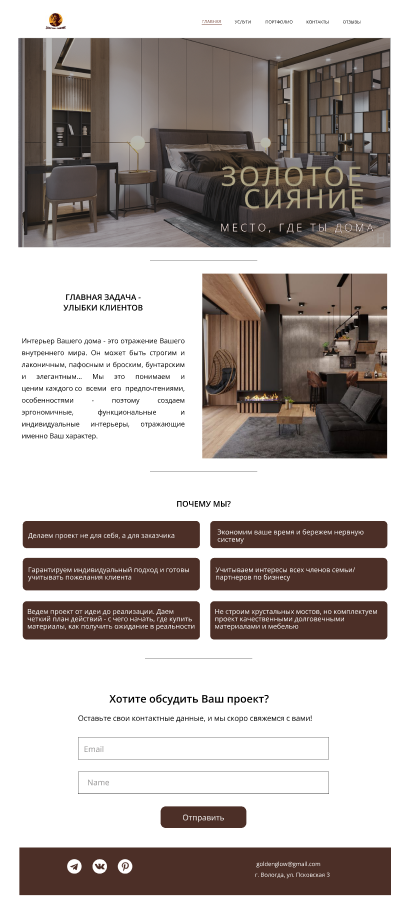 ГЛАВНАЯ УСЛУГИ ПОРТФОЛИО КОНТАКТЫ ОТЗЫВЫ
ЗОЛОТОЕ
СИЯНИЕ
МЕСТО, ГДЕ ТЫ ДОМА
ГЛАВНАЯ ЗАДАЧА -
УЛЫБКИ КЛИЕНТОВ
Интерьер Вашего дома - это отражение Вашего
внутреннего мира. Он может быть строгим и
лаконичным, пафосным и броским, бунтарским
и элегантным... Мы это понимаем и
ценим каждого со всеми его предпочтениями,
особенностями - поэтому создаем
эргономичные, функциональные и
индивидуальные интерьеры, отражающие
именно Ваш характер.
ПОЧЕМУ МЫ?
Делаем проект не для себя, а для заказчика
Экономим ваше время и бережем нервную
систему
Гарантируем индивидуальный подход и готовы
учитывать пожелания клиента
Учитываем интересы всех членов семьи/
партнеров по бизнесу
Ведем проект от идеи до реализации. Даем
четкий план действий - с чего начать, где купить
материалы, как получить ожидание в реальности
Не строим хрустальных мостов, но комплектуем
проект качественными долговечными
материалами и мебелью
Хотите обсудить Ваш проект?
Оставьте свои контактные данные, и мы скоро свяжемся с вами!
Email
Name
Отправить
goldenglow@gmail.com
г. Вологда, ул. Псковская 3